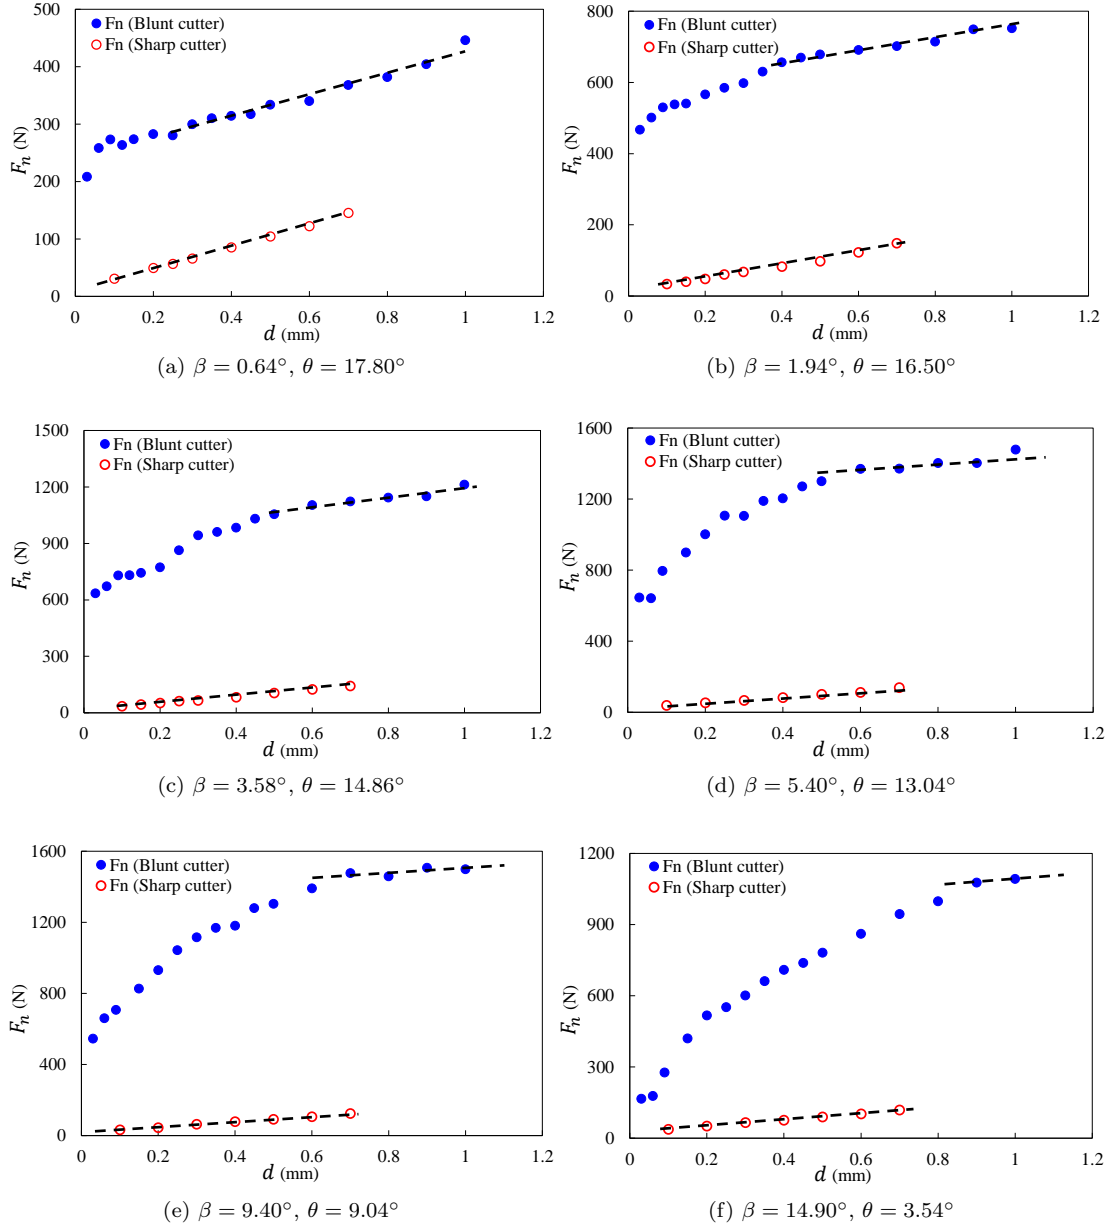 500
400
300
200
100
0
0 0.2 0.4 0.6 0.8 1 1.2
F_n (N)
d (mm)
Fn (Blunt cutter)
Fn (Sharp cutter)
(a) β = 0.64°, θ = 17.80°
800
600
400
200
0
0 0.2 0.4 0.6 0.8 1 1.2
F_n (N)
d (mm)
Fn (Blunt cutter)
Fn (Sharp cutter)
(b) β = 1.94°, θ = 16.50°
1500
1200
900
600
300
0
0 0.2 0.4 0.6 0.8 1 1.2
F_n (N)
d (mm)
Fn (Blunt cutter)
Fn (Sharp cutter)
(c) β = 3.58°, θ = 14.86°
1600
1200
800
400
0
0 0.2 0.4 0.6 0.8 1 1.2
F_n (N)
d (mm)
Fn (Blunt cutter)
Fn (Sharp cutter)
(d) β = 5.40°, θ = 13.04°
1600
1200
800
400
0
0 0.2 0.4 0.6 0.8 1 1.2
F_n (N)
d (mm)
Fn (Blunt cutter)
Fn (Sharp cutter)
(e) β = 9.40°, θ = 9.04°
1200
900
600
300
0
0 0.2 0.4 0.6 0.8 1 1.2
F_n (N)
d (mm)
Fn (Blunt cutter)
Fn (Sharp cutter)
(f) β = 14.90°, θ = 3.54°